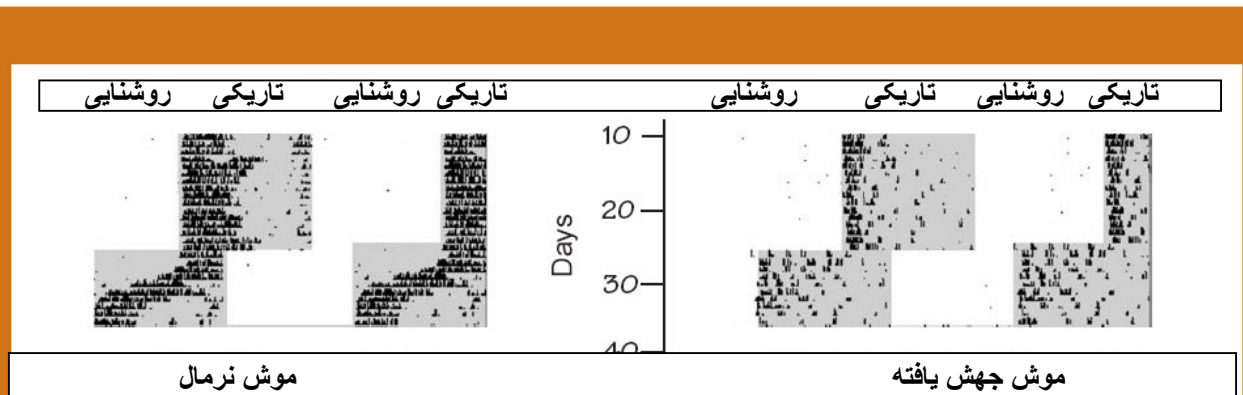 روشنایی تاریکی روشنایی تاریکی روشنایی تاریکی روشنایی تاریکی
10
20
Days
30
40
موش نرمال موش جهش یافته